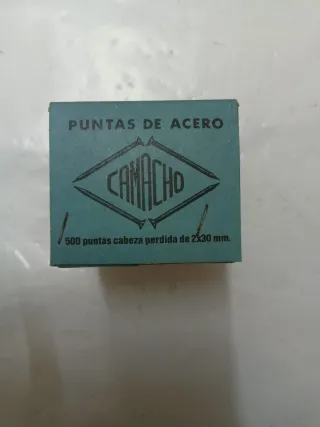 PUNTAS DE ACERO
CAMACHO
500 puntas cabeza perdida de 2x30 mm.